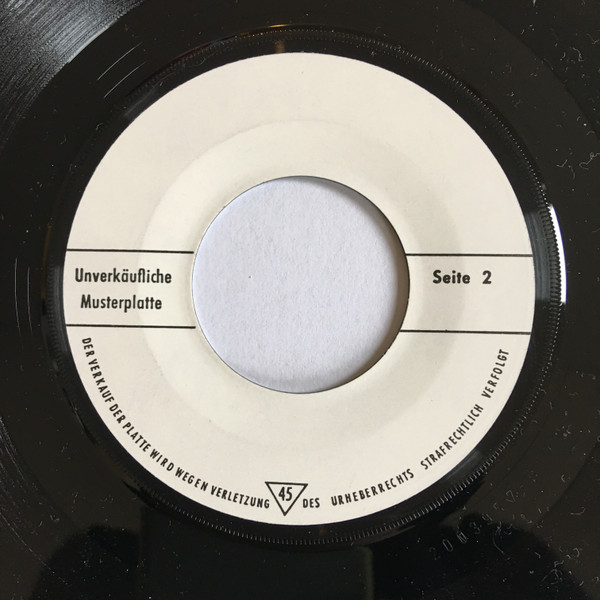 Unverkäufliche
Musterplatte
Seite 2
DER VERKAUF DER PLATTE WIRD WEGEN VERLETZUNG 45 DES URHEBERRECHTS STRAFRECHTLICH VERFOLGT